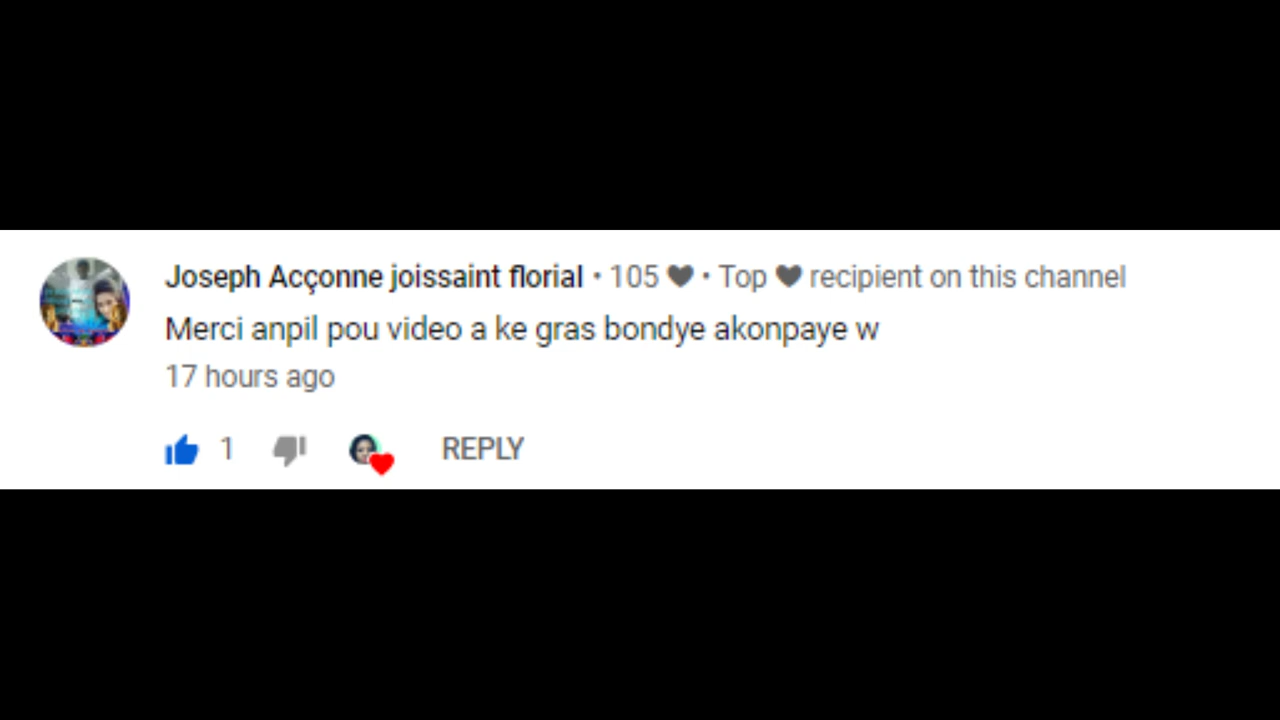 Joseph Acçonne joissaint florial • 105 🖤 • Top 🖤 recipient on this channel
Merci anpil pou video a ke gras bondye akonpaye w
17 hours ago
1 REPLY